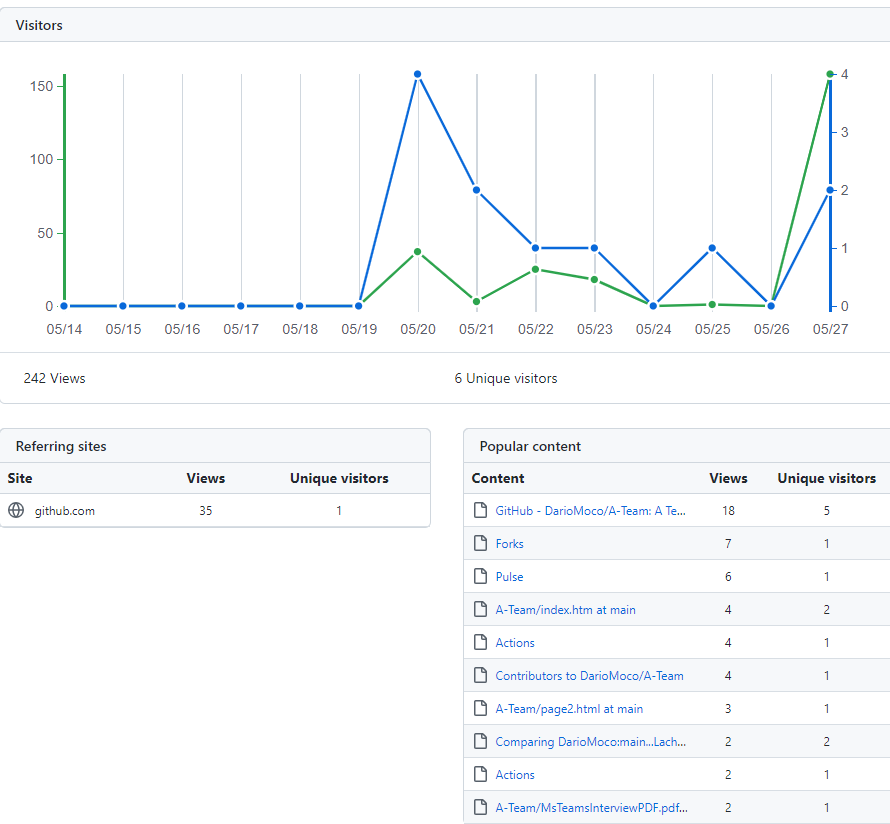 Visitors
150 4
3
100
2
50
1
0 0
05/14 05/15 05/16 05/17 05/18 05/19 05/20 05/21 05/22 05/23 05/24 05/25 05/26 05/27
242 Views 6 Unique visitors
Referring sites
Site Views Unique visitors
github.com 35 1
Popular content
Content Views Unique visitors
GitHub - DarioMoco/A-Team: A Te... 18 5
Forks 7 1
Pulse 6 1
A-Team/index.htm at main 4 2
Actions 4 1
Contributors to DarioMoco/A-Team 4 1
A-Team/page2.html at main 3 1
Comparing DarioMoco:main...Lach... 2 2
Actions 2 1
A-Team/MsTeamsInterviewPDF.pdf... 2 1